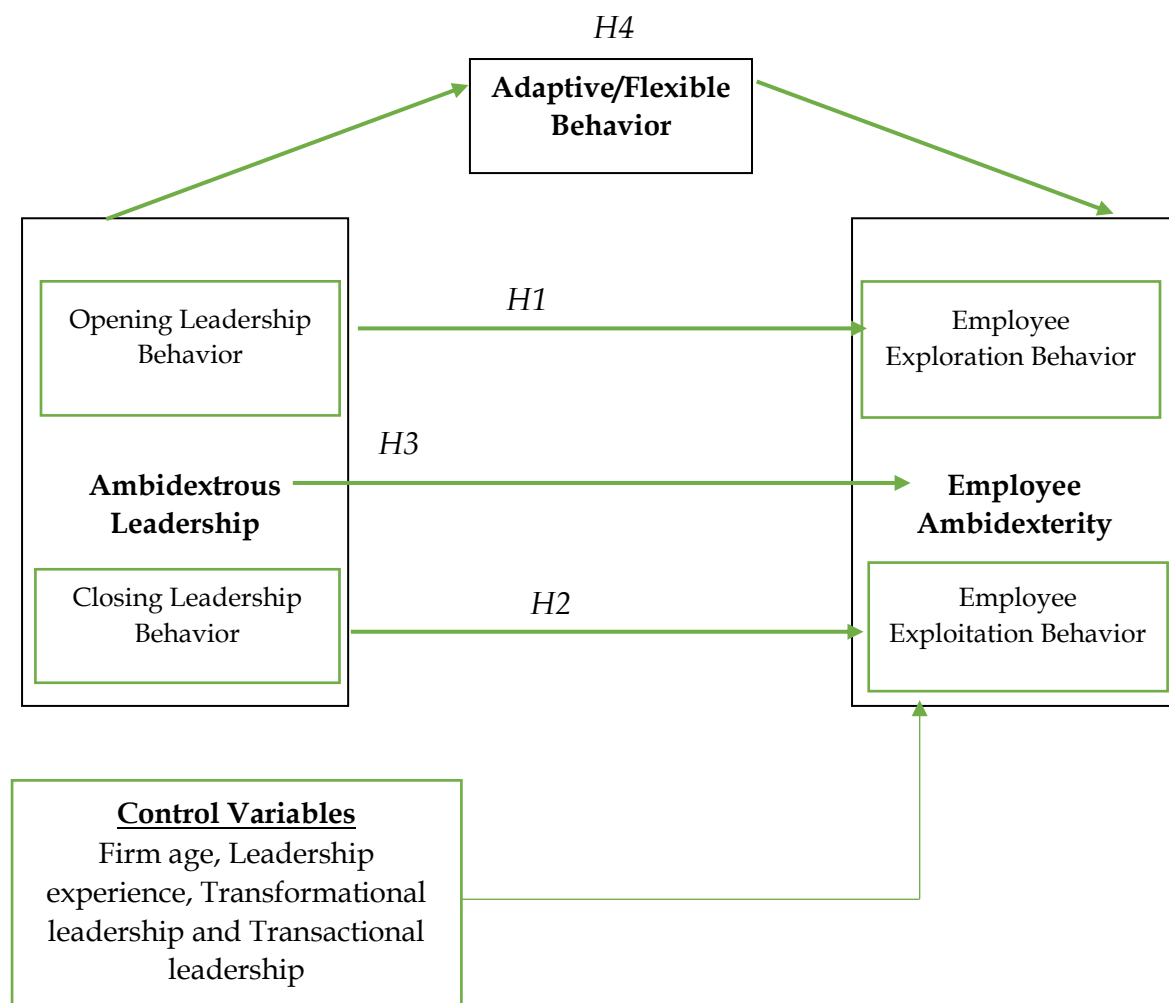 H4
Adaptive/Flexible
Behavior
Opening Leadership
Behavior
H1
Employee
Exploration Behavior
H3
Ambidextrous
Leadership
Employee
Ambidexterity
Closing Leadership
Behavior
H2
Employee
Exploitation Behavior
Control Variables
Firm age, Leadership
experience, Transformational
leadership and Transactional
leadership